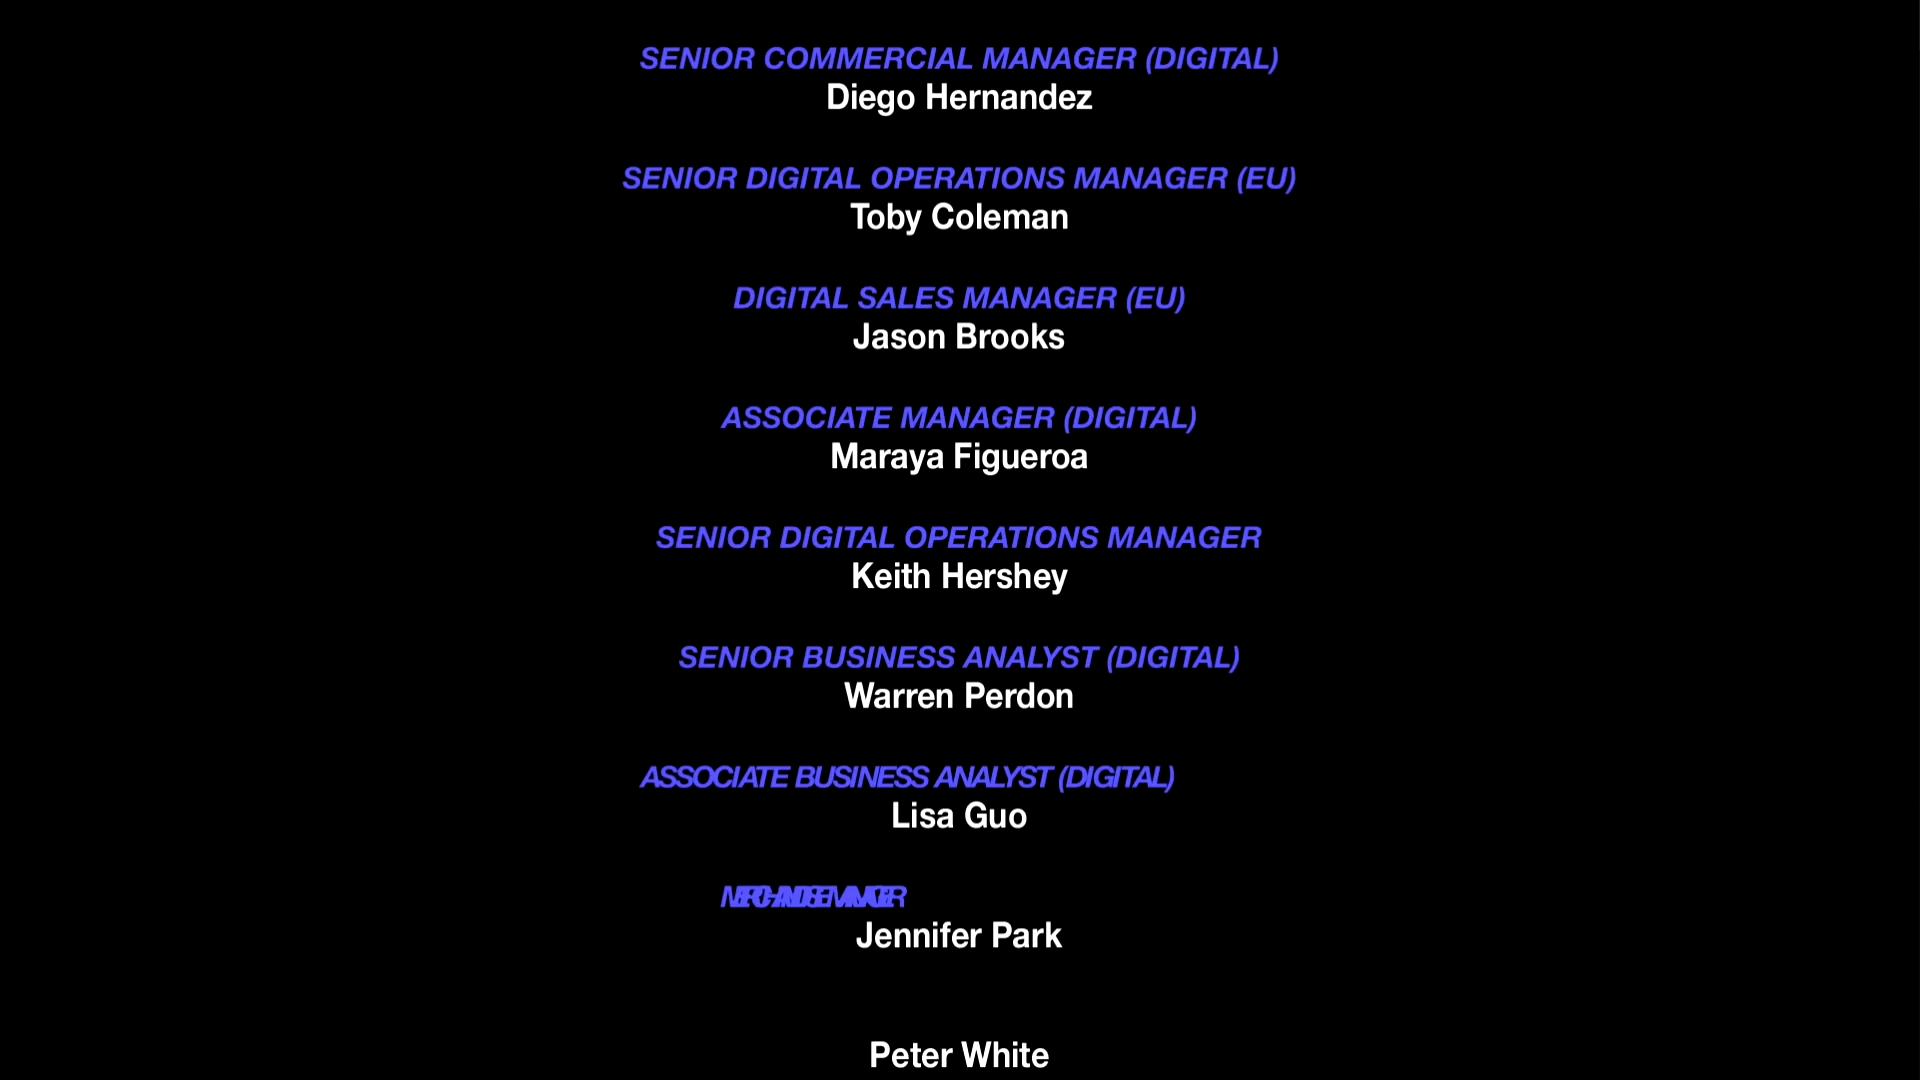 SENIOR COMMERCIAL MANAGER (DIGITAL)
Diego Hernandez
SENIOR DIGITAL OPERATIONS MANAGER (EU)
Toby Coleman
DIGITAL SALES MANAGER (EU)
Jason Brooks
ASSOCIATE MANAGER (DIGITAL)
Maraya Figueroa
SENIOR DIGITAL OPERATIONS MANAGER
Keith Hershey
SENIOR BUSINESS ANALYST (DIGITAL)
Warren Perdon
ASSOCIATE BUSINESS ANALYST (DIGITAL)
Lisa Guo
MERCHANDISE MANAGER
Jennifer Park
Peter White